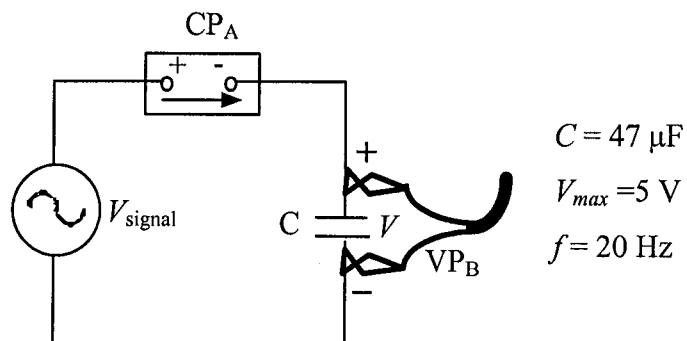 CP_A
+ -
V_signal
+
C V
VP_B
−
C = 47 μF
V_max =5 V
f = 20 Hz